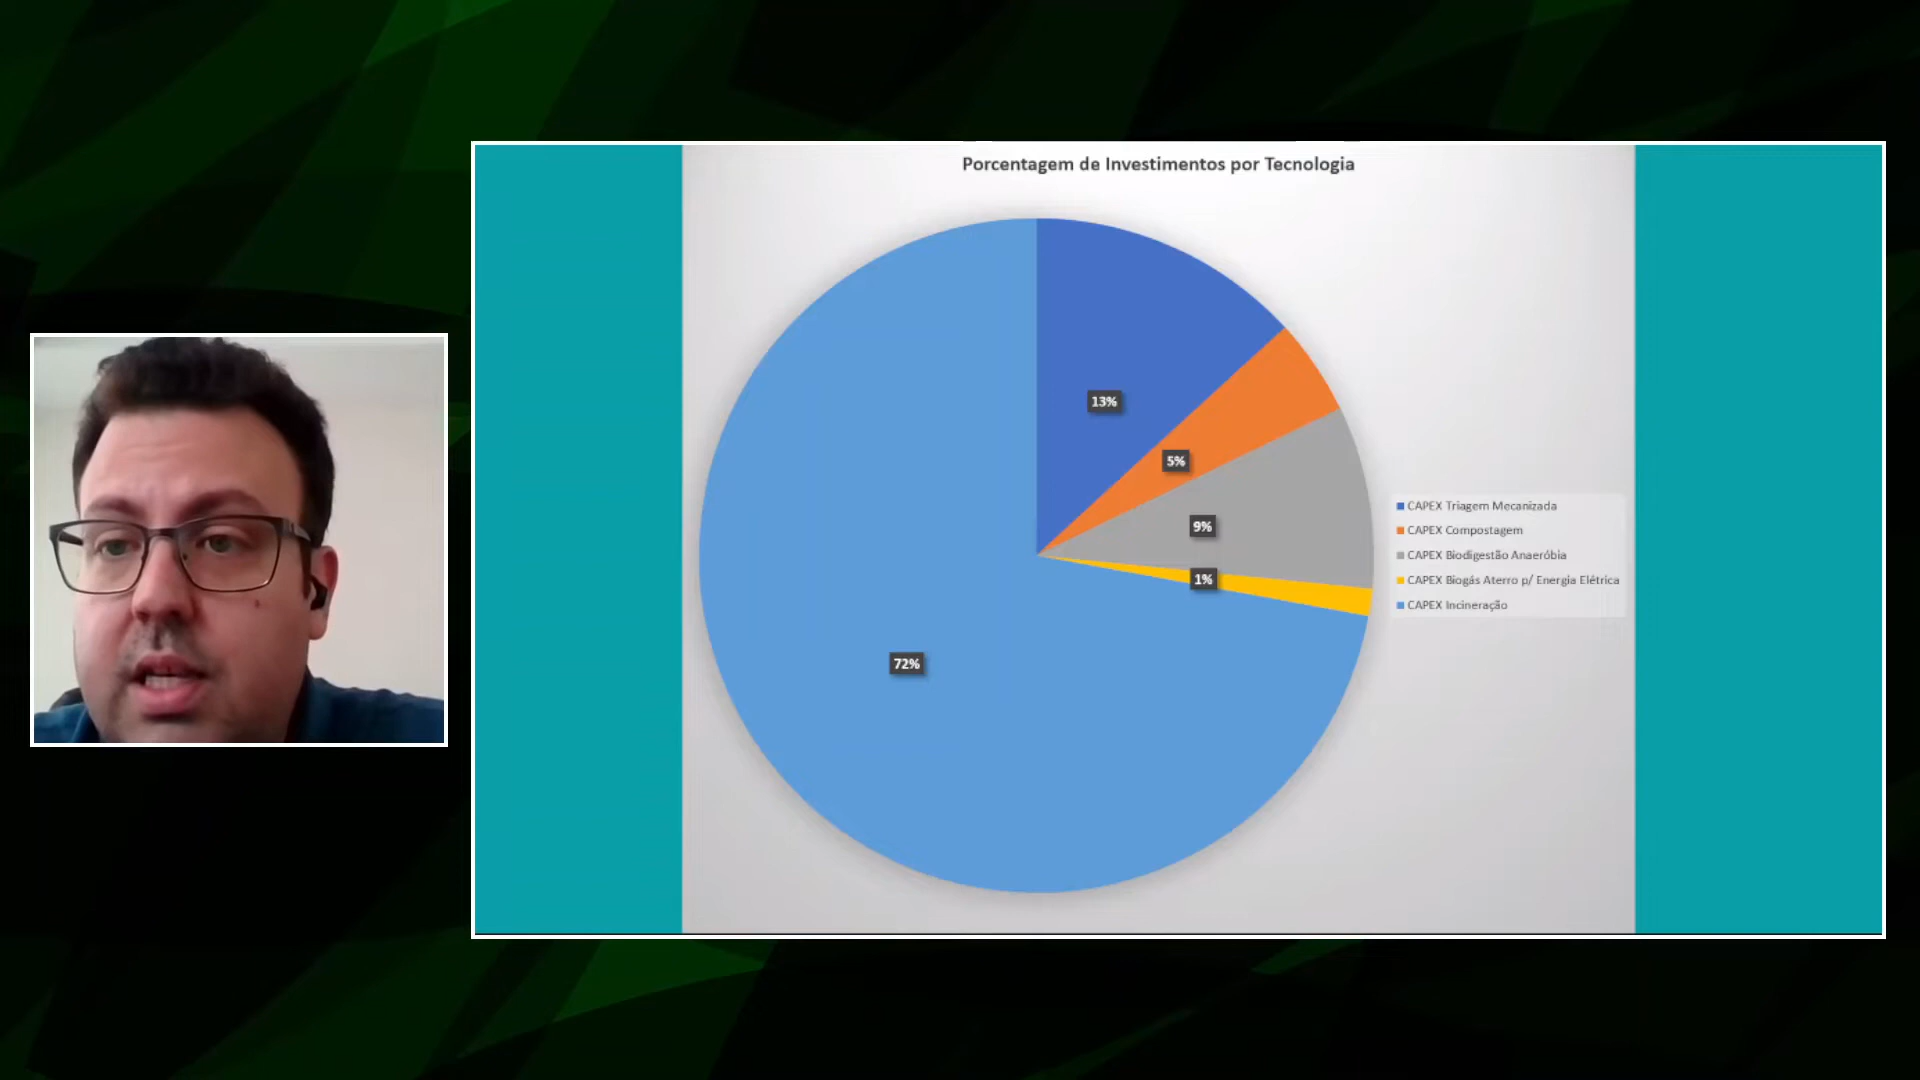 Porcentagem de Investimentos por Tecnologia
13%
5%
9%
1%
72%
CAPEX Triagem Mecanizada
CAPEX Compostagem
CAPEX Biodigestão Anaeróbia
CAPEX Biogás Aterro p/ Energia Elétrica
CAPEX Incineração